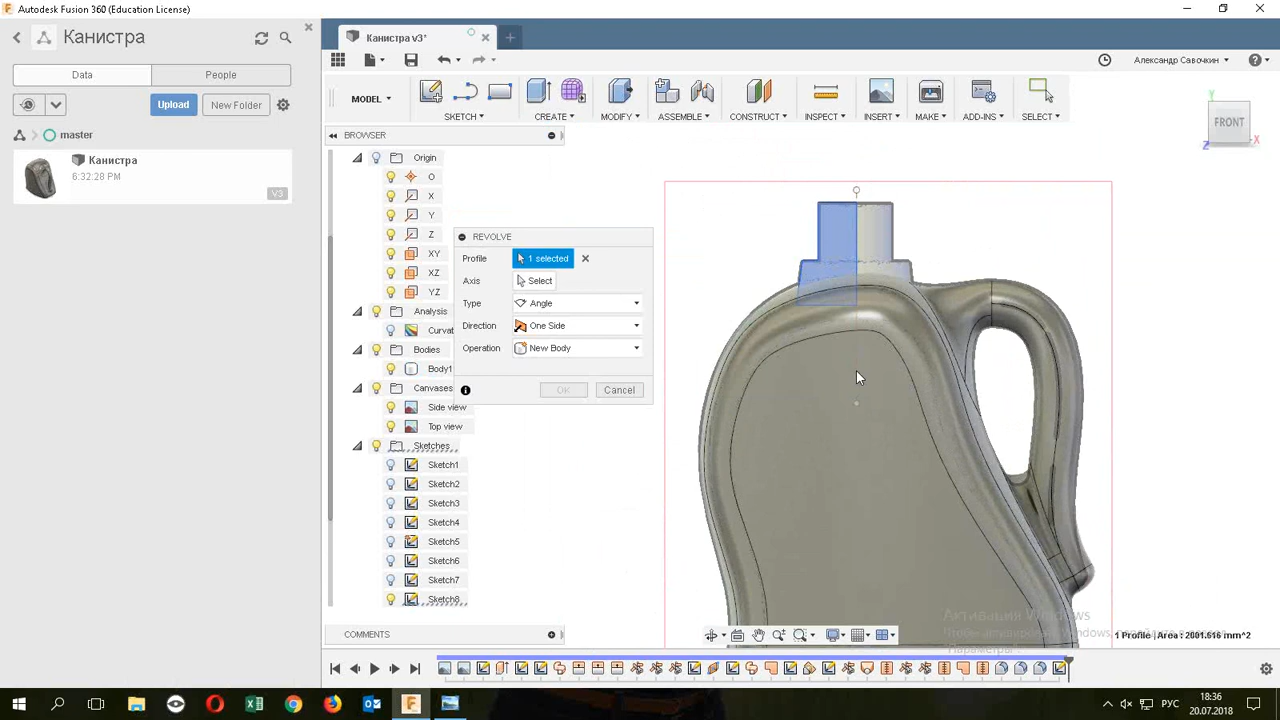 Autodesk Fusion 360 (Education License)
Канистра
Data
People
Upload
New Folder
master
Канистра
6:32:28 PM
V3
Канистра v3*
Александр Савочкин
MODEL
SKETCH
CREATE
MODIFY
ASSEMBLE
CONSTRUCT
INSPECT
INSERT
MAKE
ADD-INS
SELECT
BROWSER
Origin
O
X
Y
Z
XY
XZ
YZ
Analysis
Curvat
Bodies
Body1
Canvases
Side view
Top view
Sketches
Sketch1
Sketch2
Sketch3
Sketch4
Sketch5
Sketch6
Sketch7
Sketch8
REVOLVE
Profile
1 selected
Axis
Select
Type
Angle
Direction
One Side
Operation
New Body
OK
Cancel
Y
FRONT
Z
X
Активация Windows
1 Profile | Area : 2001.616 mm^2
COMMENTS
РУС
18:36
20.07.2018